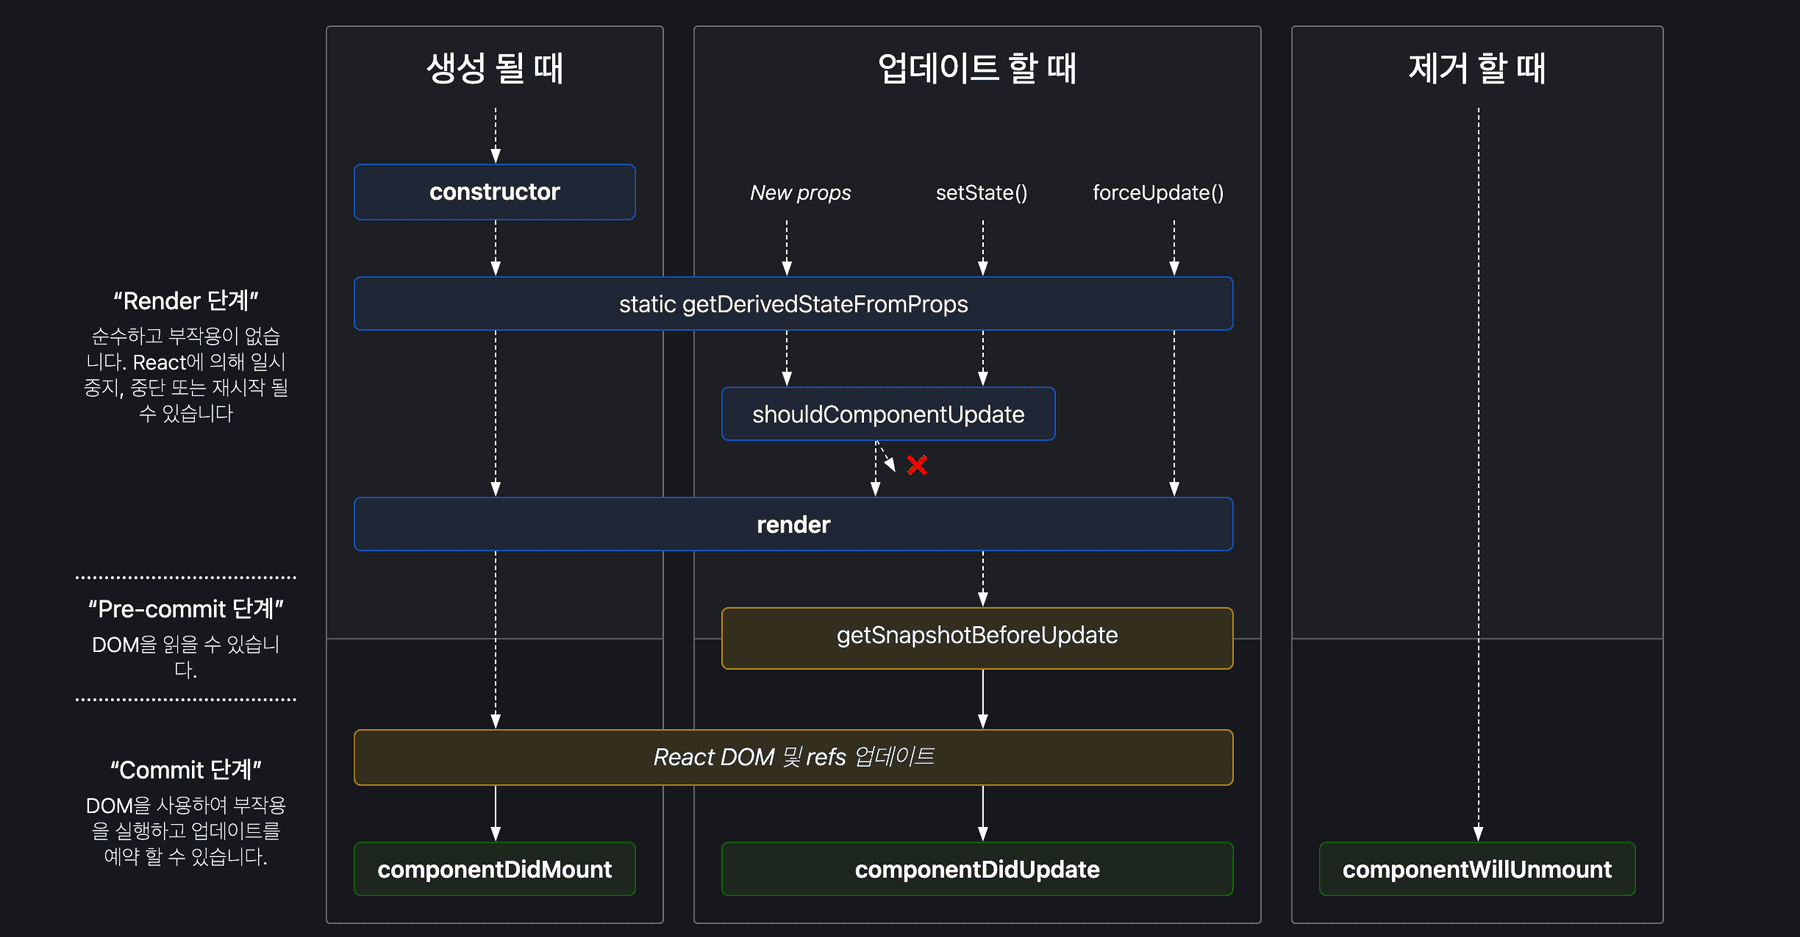 생성 될 때
업데이트 할 때
제거 할 때
constructor
New props
setState()
forceUpdate()
static getDerivedStateFromProps
“Render 단계”
순수하고 부작용이 없습
니다. React에 의해 일시
중지, 중단 또는 재시작 될
수 있습니다
shouldComponentUpdate
render
“Pre-commit 단계”
DOM을 읽을 수 있습니
다.
getSnapshotBeforeUpdate
React DOM 및 refs 업데이트
“Commit 단계”
DOM을 사용하여 부작용
을 실행하고 업데이트를
예약 할 수 있습니다.
componentDidMount
componentDidUpdate
componentWillUnmount